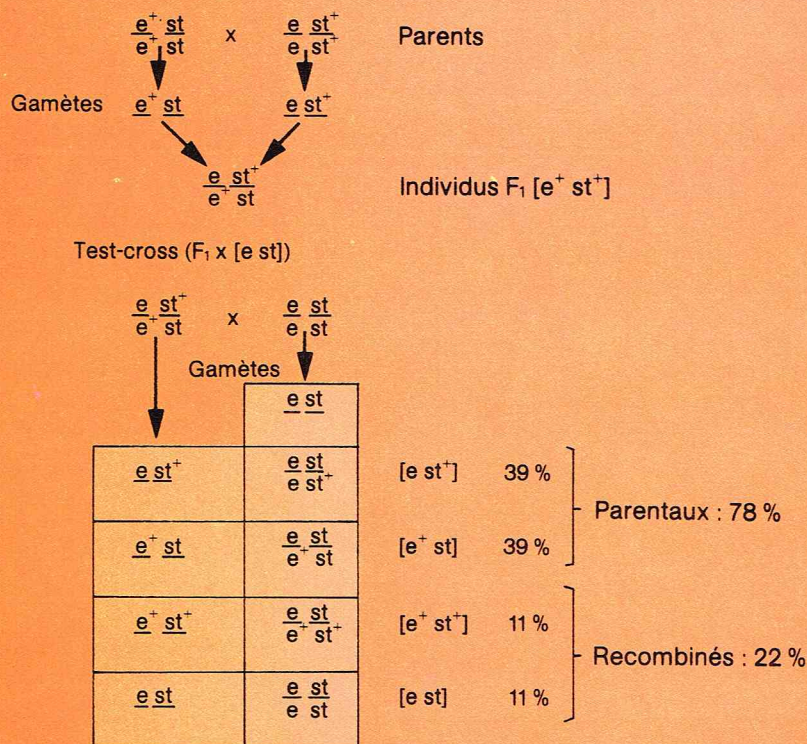 e⁺ st x e st⁺ Parents
e⁺ st e st⁺
Gamètes e⁺ st e st⁺
e st⁺
e⁺ st Individus F₁ [e⁺ st⁺]
Test-cross (F₁ x [e st])
e st⁺ x e st
e⁺ st e st
Gamètes
e st
e st⁺ e st [e st⁺] 39 %
e st⁺
Parentaux : 78 %
e⁺ st e st [e⁺ st] 39 %
e⁺ st
e⁺ st⁺ e st [e⁺ st⁺] 11 %
e⁺ st⁺
Recombinés : 22 %
e st e st [e st] 11 %
e st